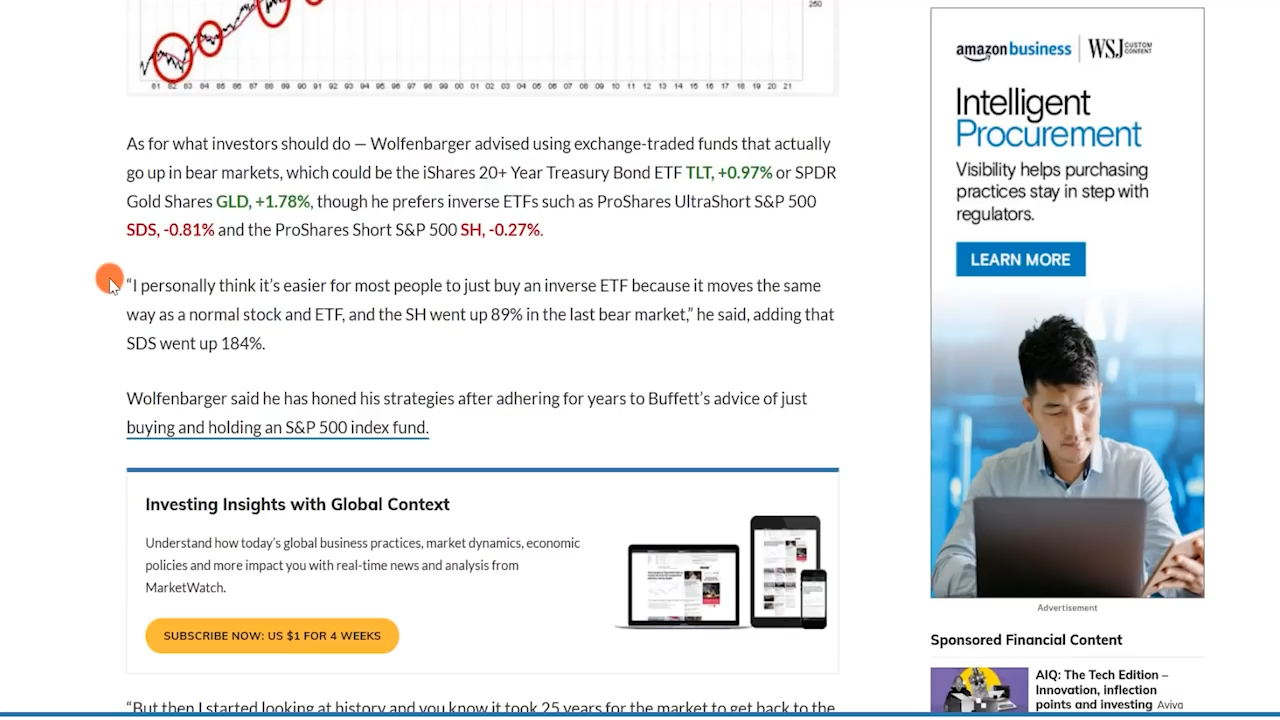 250
81 82 83 84 85 86 87 88 89 90 91 92 93 94 95 96 97 98 99 00 01 02 03 04 05 06 07 08 09 10 11 12 13 14 15 16 17 18 19 20 21
As for what investors should do — Wolfenbarger advised using exchange-traded funds that actually
go up in bear markets, which could be the iShares 20+ Year Treasury Bond ETF TLT, +0.97% or SPDR
Gold Shares GLD, +1.78%, though he prefers inverse ETFs such as ProShares UltraShort S&P 500
SDS, -0.81% and the ProShares Short S&P 500 SH, -0.27%.
“I personally think it’s easier for most people to just buy an inverse ETF because it moves the same
way as a normal stock and ETF, and the SH went up 89% in the last bear market,” he said, adding that
SDS went up 184%.
Wolfenbarger said he has honed his strategies after adhering for years to Buffett’s advice of just
buying and holding an S&P 500 index fund.
Investing Insights with Global Context
Understand how today’s global business practices, market dynamics, economic
policies and more impact you with real-time news and analysis from
MarketWatch.
SUBSCRIBE NOW: US $1 FOR 4 WEEKS
“But then I started looking at history and you know it took 25 years for the market to get back to the
amazon business | WSJ CUSTOM CONTENT
Intelligent
Procurement
Visibility helps purchasing
practices stay in step with
regulators.
LEARN MORE
Advertisement
Sponsored Financial Content
AIQ: The Tech Edition –
Innovation, inflection
points and investing Aviva